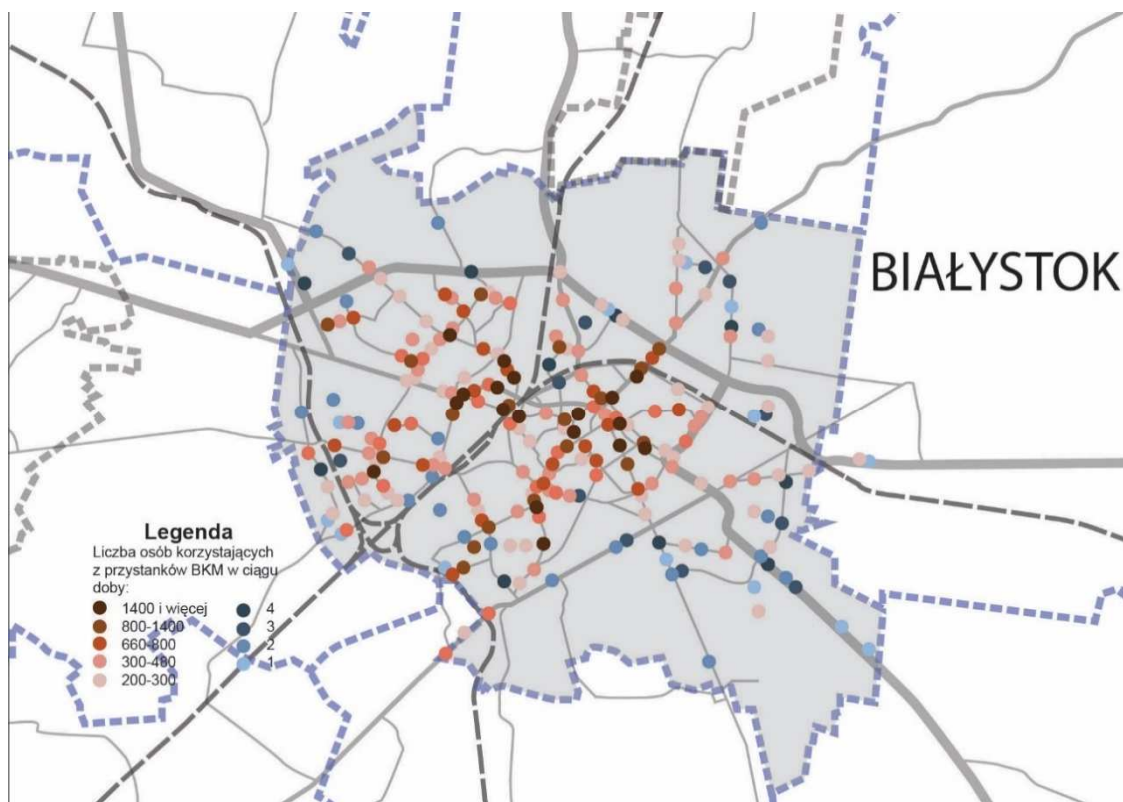 BIAŁYSTOK
Legenda
Liczba osób korzystających
z przystanków BKM w ciągu
doby:
1400 i więcej 4
800-1400 3
660-800 2
300-480 1
200-300